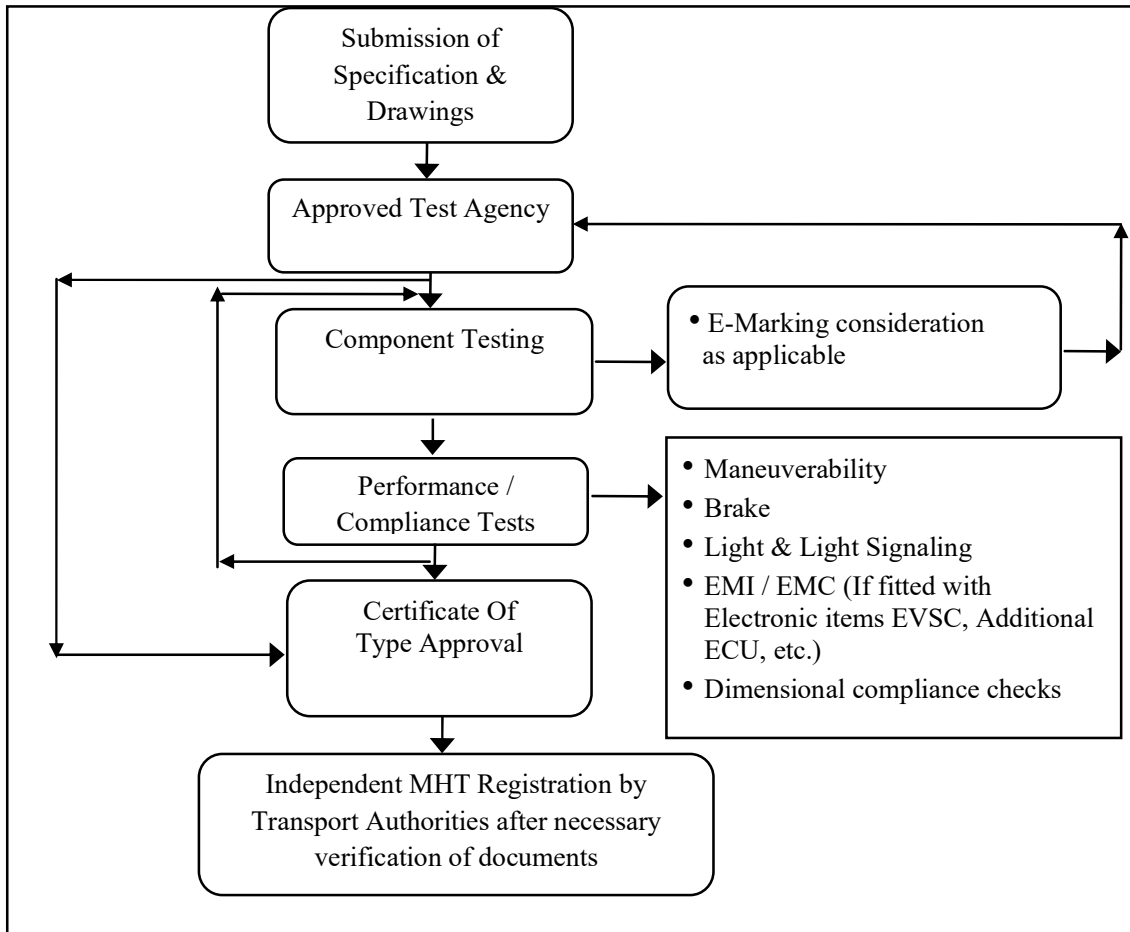 Submission of
Specification &
Drawings
Approved Test Agency
Component Testing
• E-Marking consideration
as applicable
Performance /
Compliance Tests
• Maneuverability
• Brake
• Light & Light Signaling
• EMI / EMC (If fitted with
Electronic items EVSC, Additional
ECU, etc.)
• Dimensional compliance checks
Certificate Of
Type Approval
Independent MHT Registration by
Transport Authorities after necessary
verification of documents